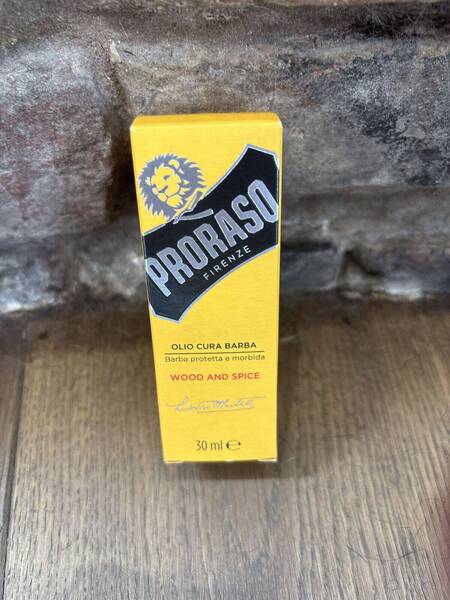 PRORASO
FIRENZE
OLIO CURA BARBA
Barba protetta e morbida
WOOD AND SPICE
30 ml ℮